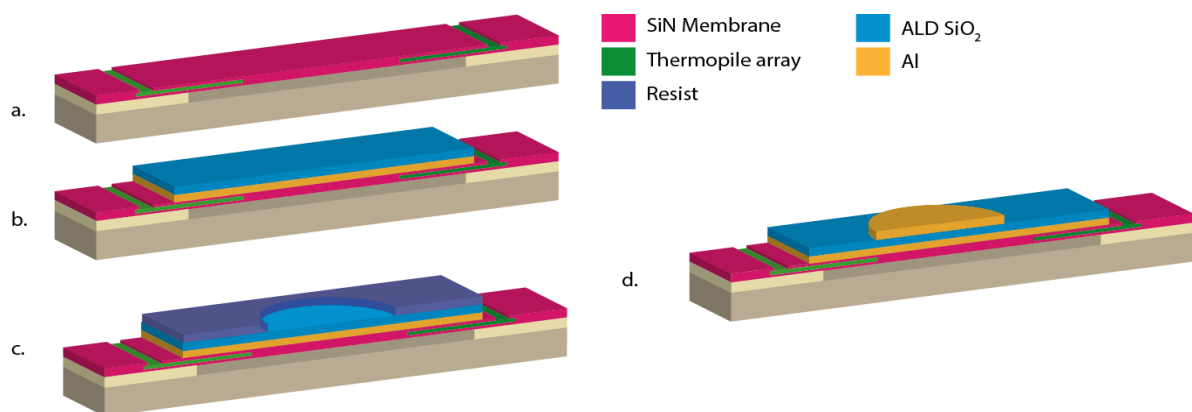 SiN Membrane
Thermopile array
Resist
ALD SiO₂
Al
a.
b.
c.
d.